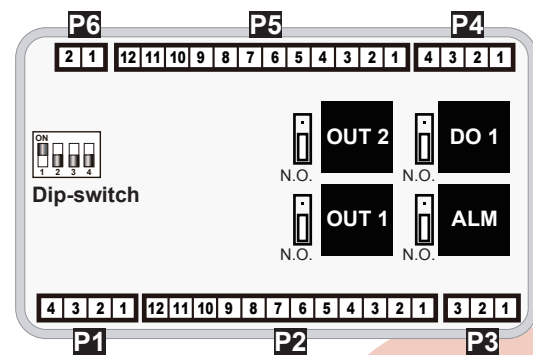 P6 P5 P4
2 1 12 11 10 9 8 7 6 5 4 3 2 1 4 3 2 1
ON
1 2 3 4
Dip-switch
OUT 2 DO 1
N.O. N.O.
OUT 1 ALM
N.O. N.O.
4 3 2 1 12 11 10 9 8 7 6 5 4 3 2 1 3 2 1
P1 P2 P3